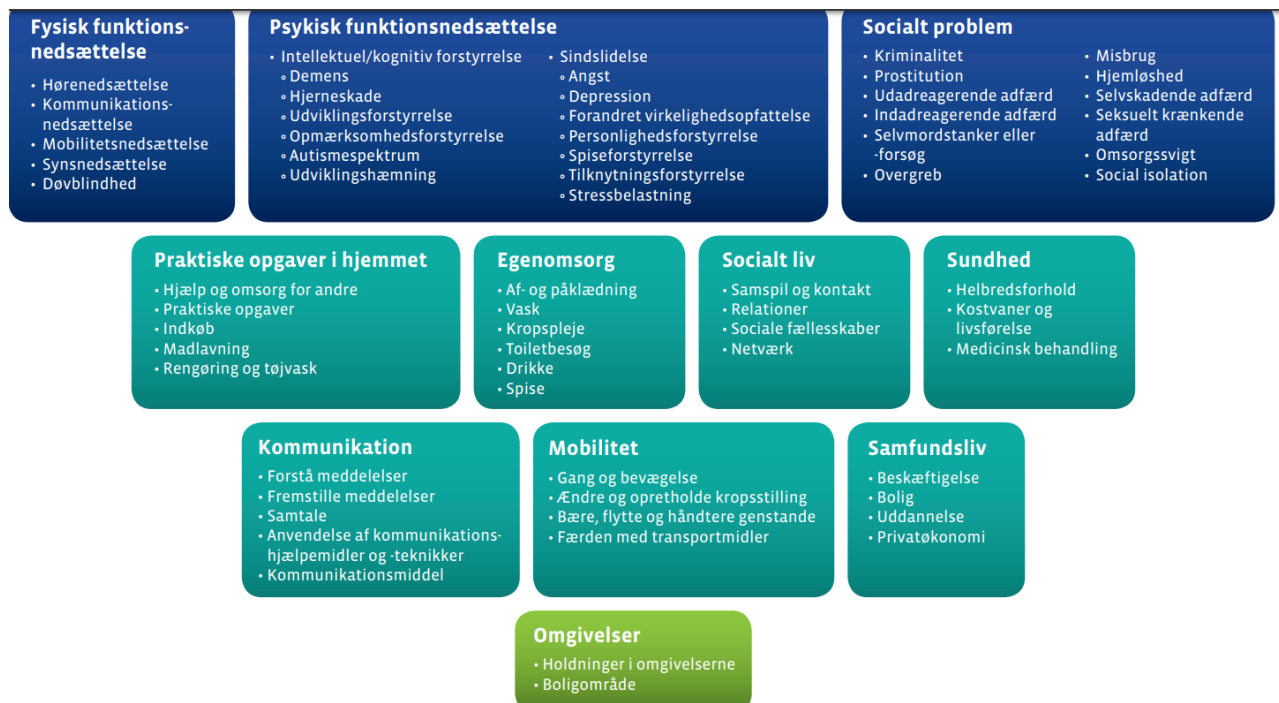 Fysisk funktions-
nedsættelse
• Hørenedsættelse
• Kommunikations-
nedsættelse
• Mobilitetsnedsættelse
• Synsnedsættelse
• Døvblindhed
Psykisk funktionsnedsættelse
• Intellektuel/kognitiv forstyrrelse
◦ Demens
◦ Hjerneskade
◦ Udviklingsforstyrrelse
◦ Opmærksomhedsforstyrrelse
◦ Autismespektrum
◦ Udviklingshæmning
• Sindslidelse
◦ Angst
◦ Depression
◦ Forandret virkelighedsopfattelse
◦ Personlighedsforstyrrelse
◦ Spiseforstyrrelse
◦ Tilknytningsforstyrrelse
◦ Stressbelastning
Socialt problem
• Kriminalitet
• Prostitution
• Udadreagerende adfærd
• Indadreagerende adfærd
• Selvmordstanker eller
-forsøg
• Overgreb
• Misbrug
• Hjemløshed
• Selvskadende adfærd
• Seksuelt krænkende
adfærd
• Omsorgssvigt
• Social isolation
Praktiske opgaver i hjemmet
• Hjælp og omsorg for andre
• Praktiske opgaver
• Indkøb
• Madlavning
• Rengøring og tøjvask
Egenomsorg
• Af- og påklædning
• Vask
• Kropspleje
• Toiletbesøg
• Drikke
• Spise
Socialt liv
• Samspil og kontakt
• Relationer
• Sociale fællesskaber
• Netværk
Sundhed
• Helbredsforhold
• Kostvaner og
livsførelse
• Medicinsk behandling
Kommunikation
• Forstå meddelelser
• Fremstille meddelelser
• Samtale
• Anvendelse af kommunikations-
hjælpemidler og -teknikker
• Kommunikationsmiddel
Mobilitet
• Gang og bevægelse
• Ændre og opretholde kropsstilling
• Bære, flytte og håndtere genstande
• Færden med transportmidler
Samfundsliv
• Beskæftigelse
• Bolig
• Uddannelse
• Privatøkonomi
Omgivelser
• Holdninger i omgivelserne
• Boligområde